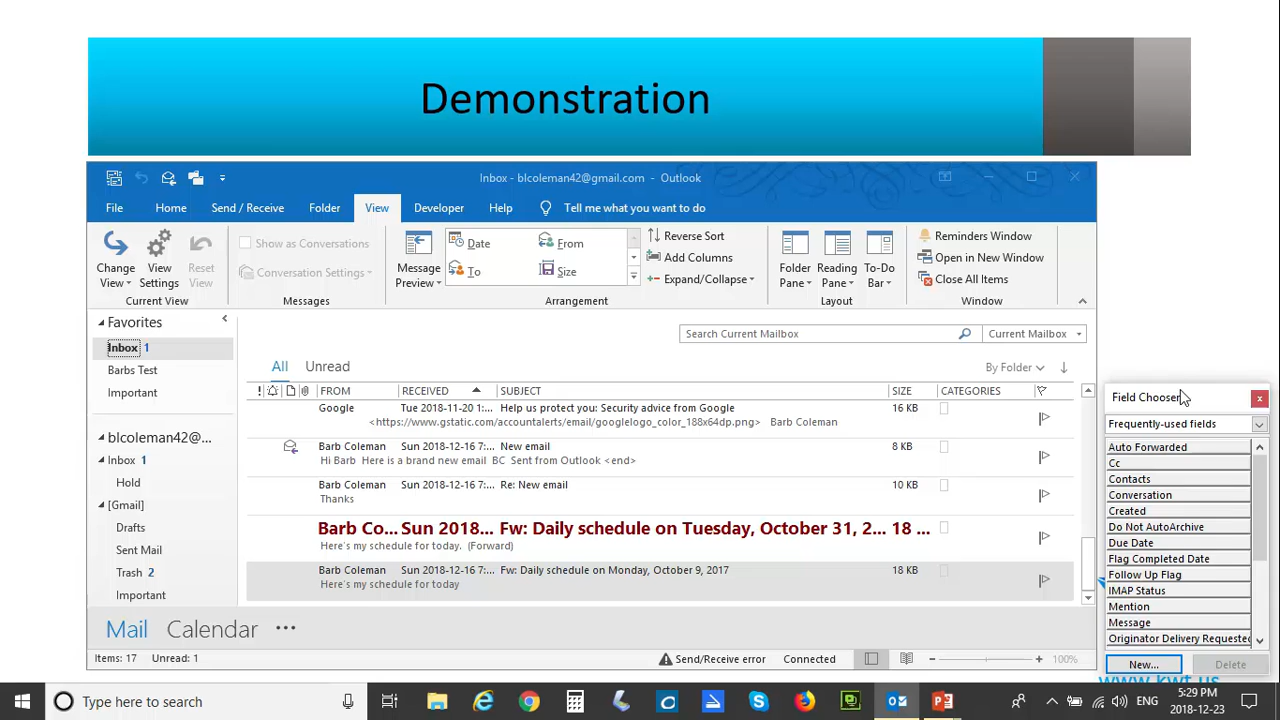 Demonstration
Inbox - blcoleman42@gmail.com - Outlook
File Home Send / Receive Folder View Developer Help Tell me what you want to do
Change View
View Settings
Reset View
Current View
Show as Conversations
Conversation Settings
Messages
Message Preview
Date From
To Size
Arrangement
Reverse Sort
Add Columns
Expand/Collapse
Folder Pane
Reading Pane
To-Do Bar
Layout
Reminders Window
Open in New Window
Close All Items
Window
Favorites
Inbox 1
Barbs Test
Important
blcoleman42@...
Inbox 1
Hold
[Gmail]
Drafts
Sent Mail
Trash 2
Important
Search Current Mailbox
Current Mailbox
All Unread
By Folder
! FROM RECEIVED SUBJECT SIZE CATEGORIES
Google Tue 2018-11-20 1:... Help us protect you: Security advice from Google 16 KB
<https://www.gstatic.com/accountalerts/email/googlelogo_color_188x64dp.png> Barb Coleman
Barb Coleman Sun 2018-12-16 7:... New email 8 KB
Hi Barb Here is a brand new email BC Sent from Outlook <end>
Barb Coleman Sun 2018-12-16 7:... Re: New email 10 KB
Thanks
Barb Co... Sun 2018... Fw: Daily schedule on Tuesday, October 31, 2... 18 ...
Here's my schedule for today. (Forward)
Barb Coleman Sun 2018-12-16 7:... Fw: Daily schedule on Monday, October 9, 2017 18 KB
Here's my schedule for today
Mail Calendar ...
Items: 17 Unread: 1
Send/Receive error Connected 100%
Field Chooser
Frequently-used fields
Auto Forwarded
Cc
Contacts
Conversation
Created
Do Not AutoArchive
Due Date
Flag Completed Date
Follow Up Flag
IMAP Status
Mention
Message
Originator Delivery Requested
New... Delete
www.kwt.us
Type here to search
ENG
5:29 PM
2018-12-23